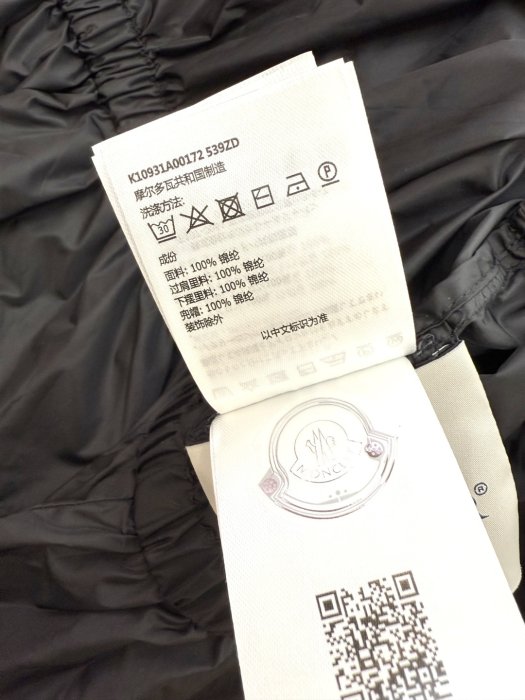 K10931A00172 539ZD
摩尔多瓦共和国制造
洗涤方法:
30
P
成份
面料: 100% 锦纶
过肩里料: 100% 锦纶
下摆里料: 100% 锦纶
兜帽: 100% 锦纶
装饰除外
以中文标识为准
MONCLER
®